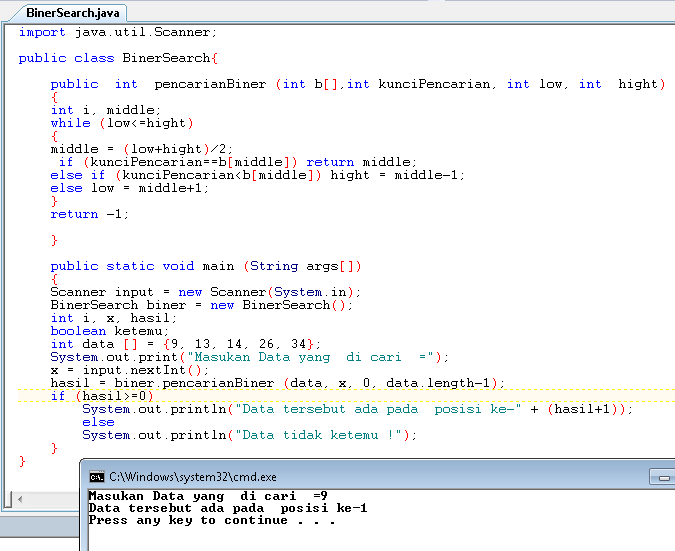 BinerSearch.java
import java.util.Scanner;
public class BinerSearch{
public  int  pencarianBiner (int b[],int kunciPencarian, int low, int  hight)
{
int i, middle;
while (low<=hight)
{
middle = (low+hight)/2;
if (kunciPencarian==b[middle]) return middle;
else if (kunciPencarian<b[middle]) hight = middle-1;
else low = middle+1;
}
return -1;
}
public static void main (String args[])
{
Scanner input = new Scanner(System.in);
BinerSearch biner = new BinerSearch();
int i, x, hasil;
boolean ketemu;
int data [] = {9, 13, 14, 26, 34};
System.out.print("Masukan Data yang  di cari  =");
x = input.nextInt();
hasil = biner.pencarianBiner (data, x, 0, data.length-1);
if (hasil>=0)
System.out.println("Data tersebut ada pada  posisi ke-" + (hasil+1));
else
System.out.println("Data tidak ketemu !");
}
}
C:\Windows\system32\cmd.exe
Masukan Data yang  di cari  =9
Data tersebut ada pada  posisi ke-1
Press any key to continue . . .